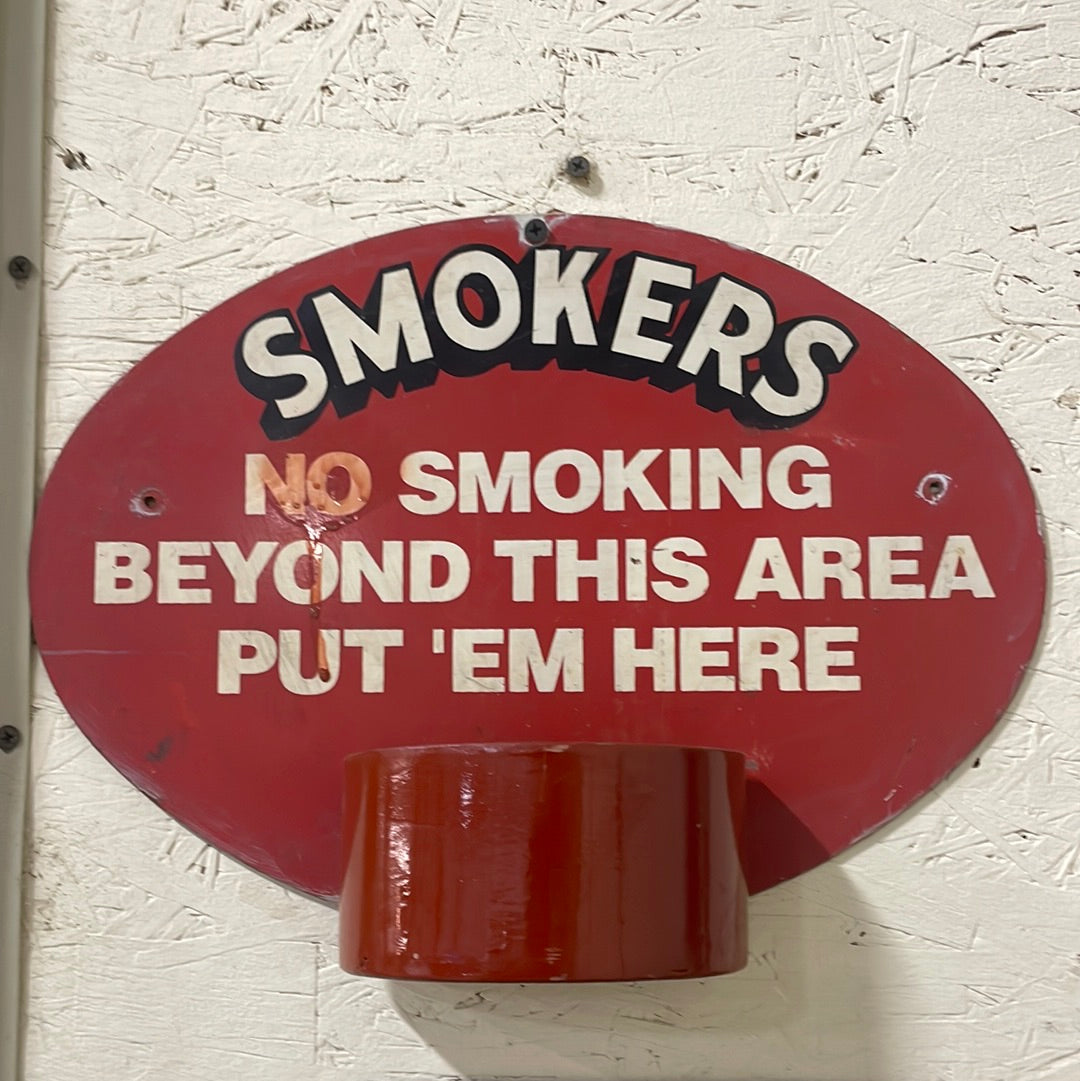 SMOKERS
NO SMOKING
BEYOND THIS AREA
PUT 'EM HERE